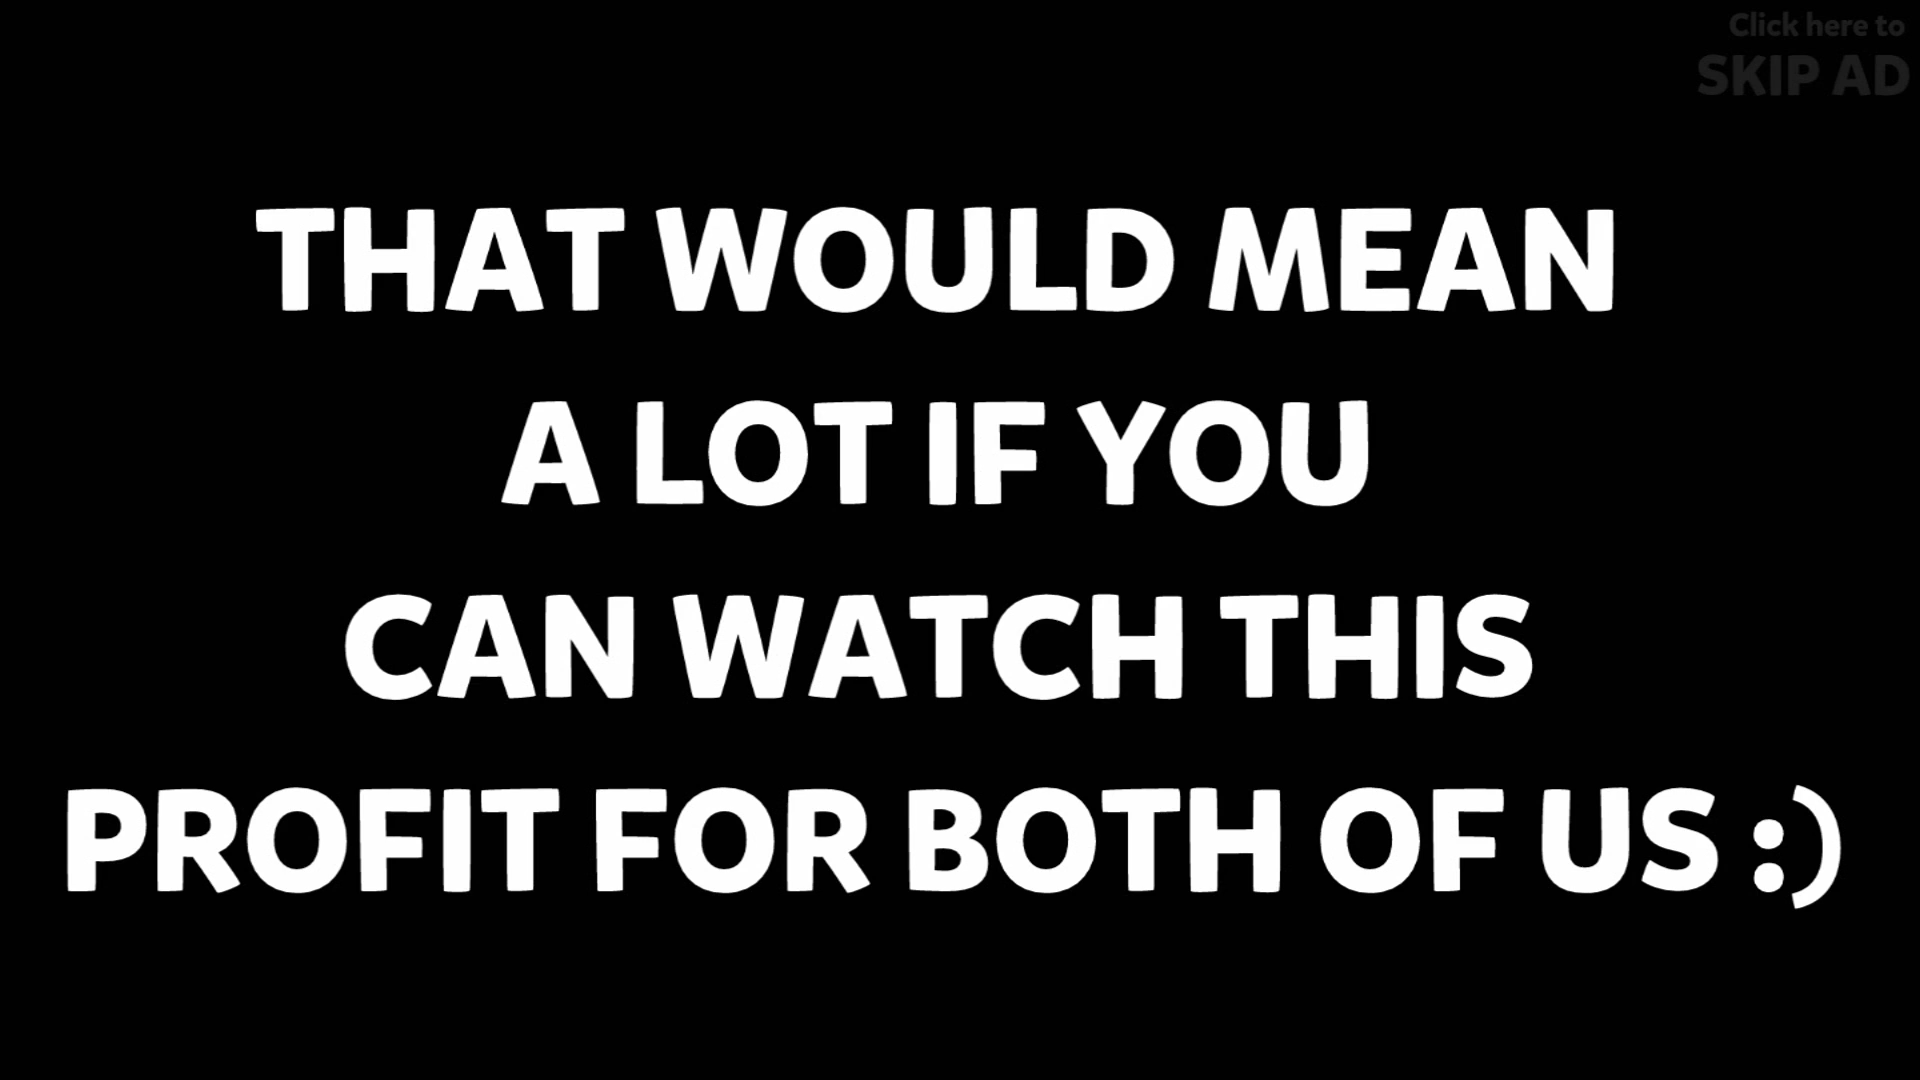 Click here to
SKIP AD
THAT WOULD MEAN
A LOT IF YOU
CAN WATCH THIS
PROFIT FOR BOTH OF US :)